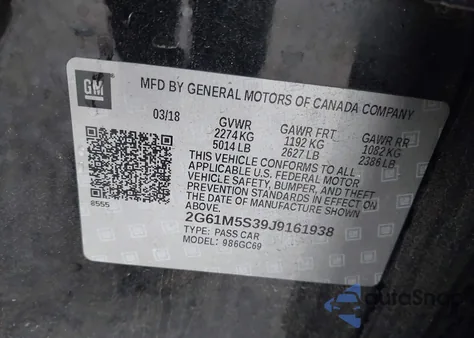 GM
MFD BY GENERAL MOTORS OF CANADA COMPANY
03/18 GVWR GAWR FRT GAWR RR
2274 KG 1192 KG 1082 KG
5014 LB 2627 LB 2386 LB
THIS VEHICLE CONFORMS TO ALL
APPLICABLE U.S. FEDERAL MOTOR
VEHICLE SAFETY, BUMPER, AND THEFT
PREVENTION STANDARDS IN EFFECT ON
THE DATE OF MANUFACTURE SHOWN
ABOVE.
8555
2G61M5S39J9161938
TYPE: PASS CAR
MODEL: 986GC69
AutoSnap